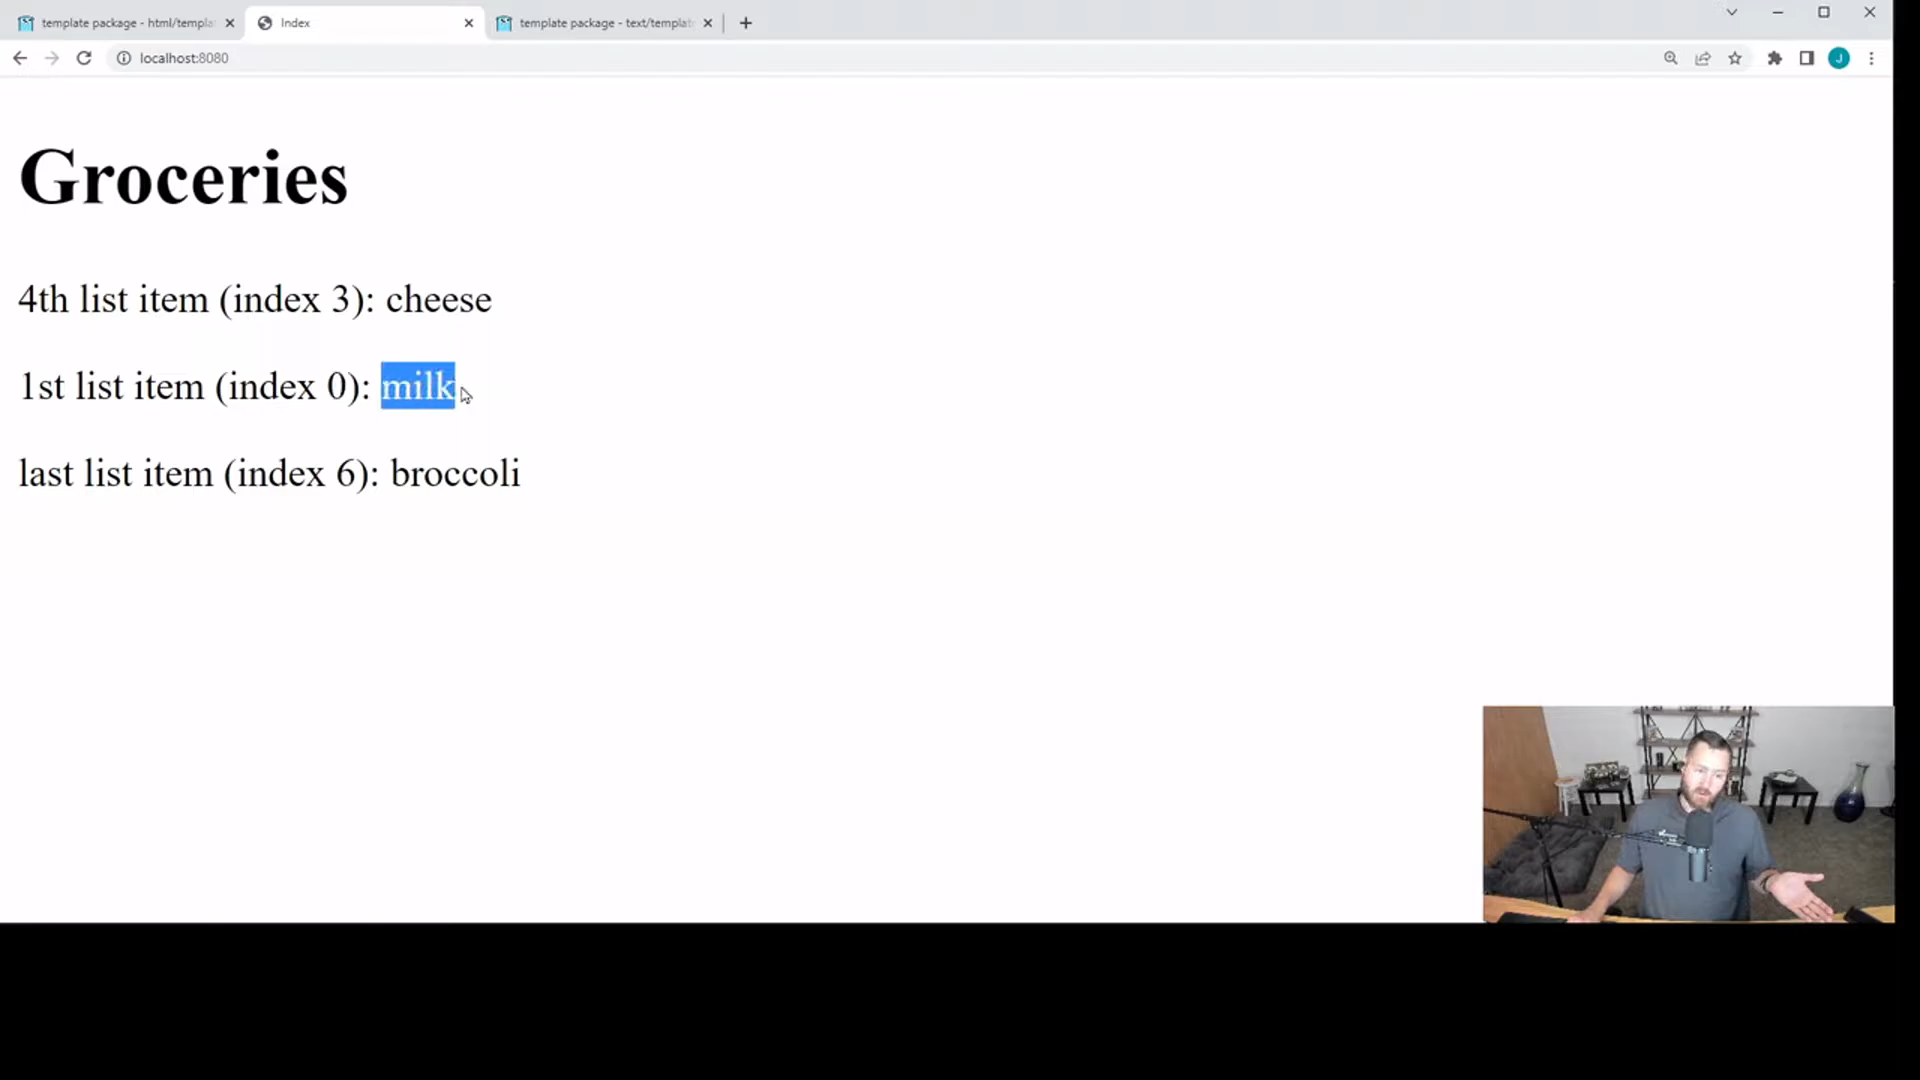 template package - html/templa
Index
template package - text/templat
localhost:8080
J
Groceries
4th list item (index 3): cheese
1st list item (index 0): milk
last list item (index 6): broccoli